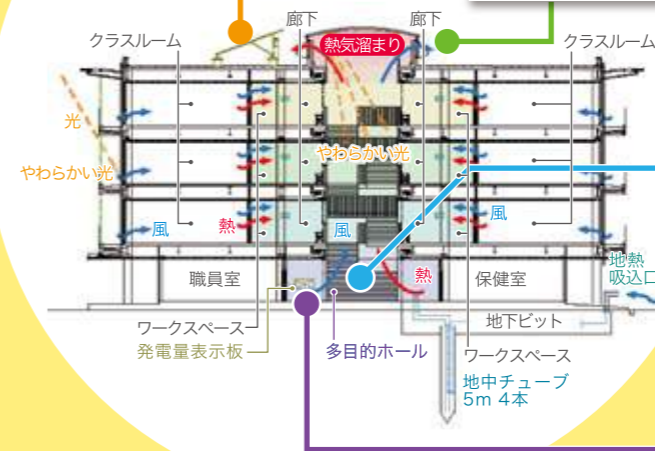 廊下
廊下
クラスルーム
熱気溜まり
クラスルーム
光
やわらかい光
やわらかい光
風
熱
風
風
職員室
熱
保健室
地熱
吸込口
ワークスペース
発電量表示板
多目的ホール
地下ピット
ワークスペース
地中チューブ
5m 4本